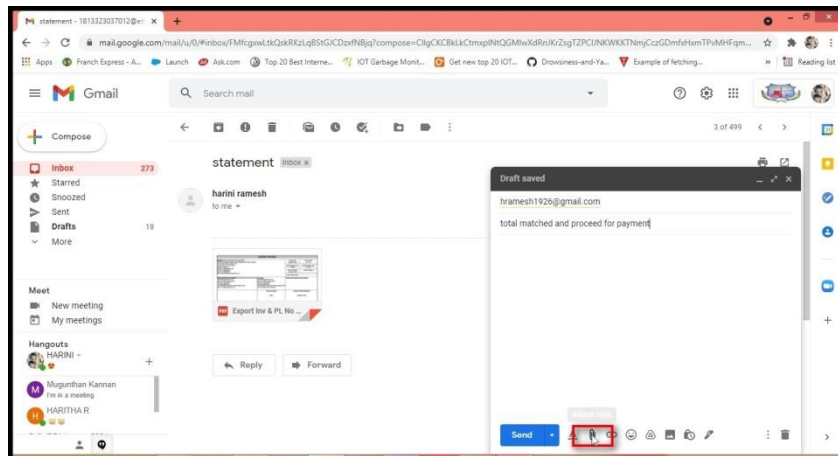 statement - 1813323037012@etr
mail.google.com/mail/u/0/#inbox/
Apps
Franch Express - A...
Launch
Ask.com
Top 20 Best Interne...
IOT Garbage Monit...
Get new top 20 IOT...
Drowsiness-and-Ya...
Example of fetching...
»
Reading list
Gmail
Search mail
Compose
3 of 499
Inbox 273
Starred
Snoozed
Sent
Drafts 18
More
Meet
New meeting
My meetings
Hangouts
HARINI
Mugunthan Kannan
I'm in a meeting
HARITHA R
statement Inbox x
harini ramesh
to me
PDF Export Inv & PL No ...
Reply
Forward
Draft saved
hramesh1926@gmail.com
total matched and proceed for payment
Attach files
Send